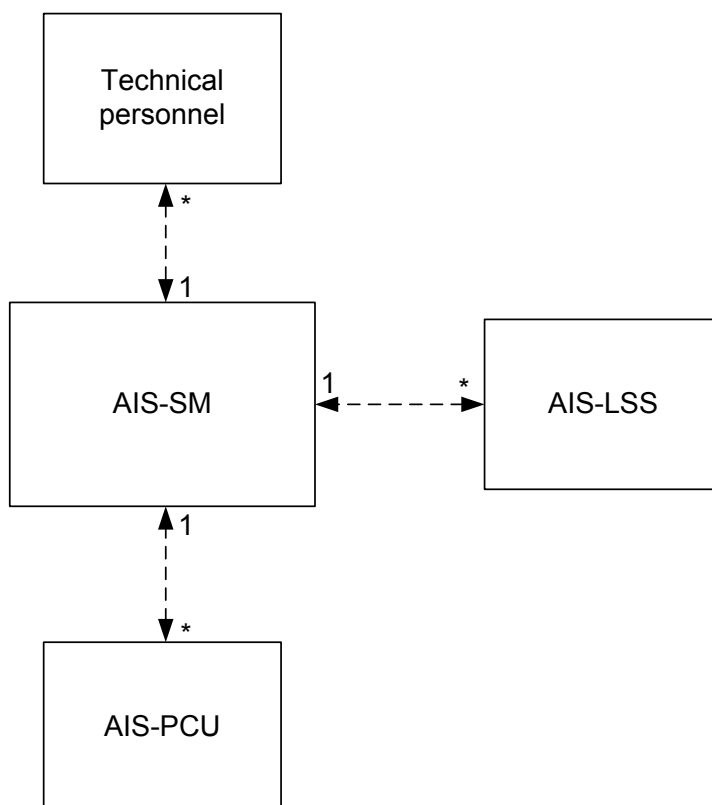 Technical
personnel
*
1
AIS-SM
1
*
AIS-LSS
1
*
AIS-PCU